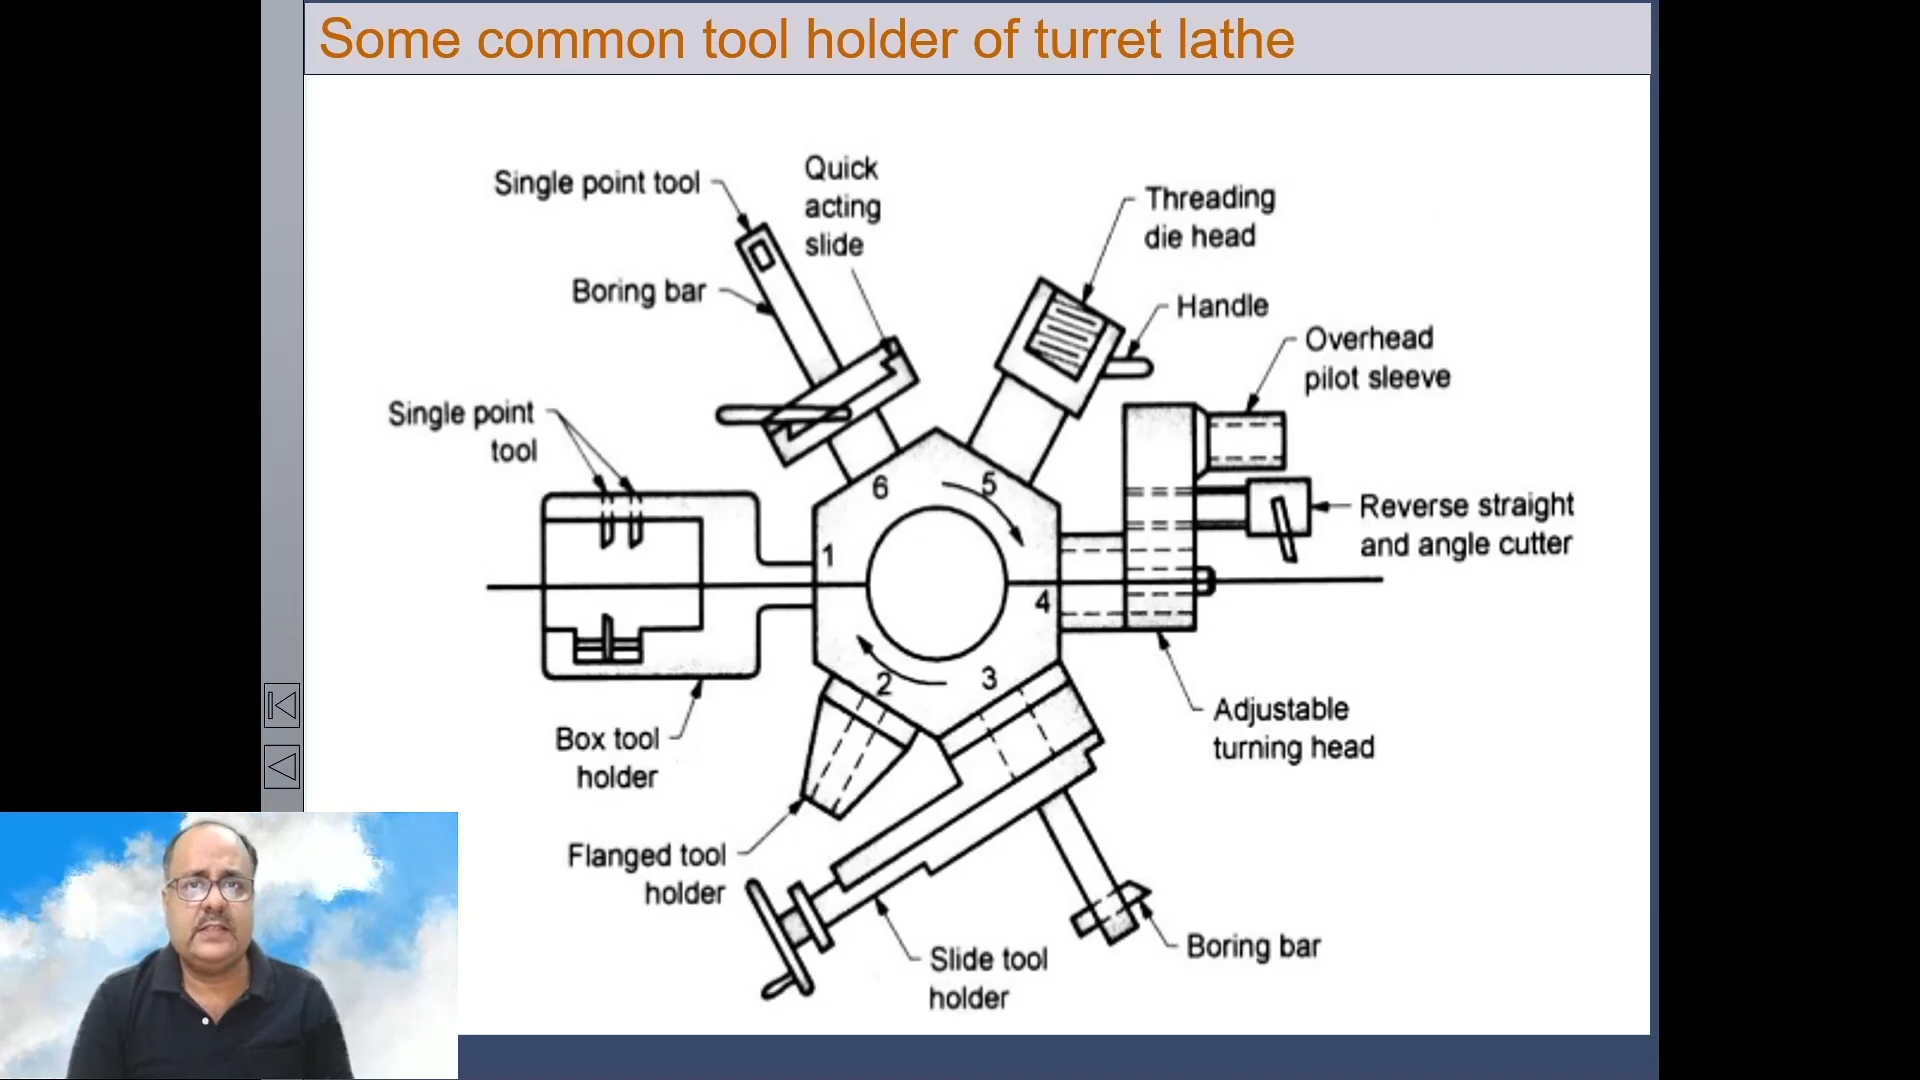 Some common tool holder of turret lathe
Single point tool
Quick
acting
slide
Threading
die head
Boring bar
Handle
Overhead
pilot sleeve
Single point
tool
6
5
Reverse straight
and angle cutter
1
4
2
3
Box tool
holder
Adjustable
turning head
Flanged tool
holder
Slide tool
holder
Boring bar